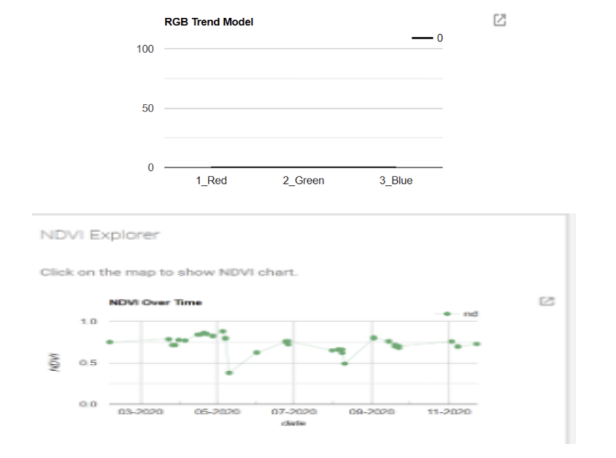 RGB Trend Model
0
100
50
0
1_Red 2_Green 3_Blue
NDVI Explorer
Click on the map to show NDVI chart.
NDVI Over Time
nd
1.0
NDVI
0.5
0.0
03-2020 05-2020 07-2020 09-2020 11-2020
date